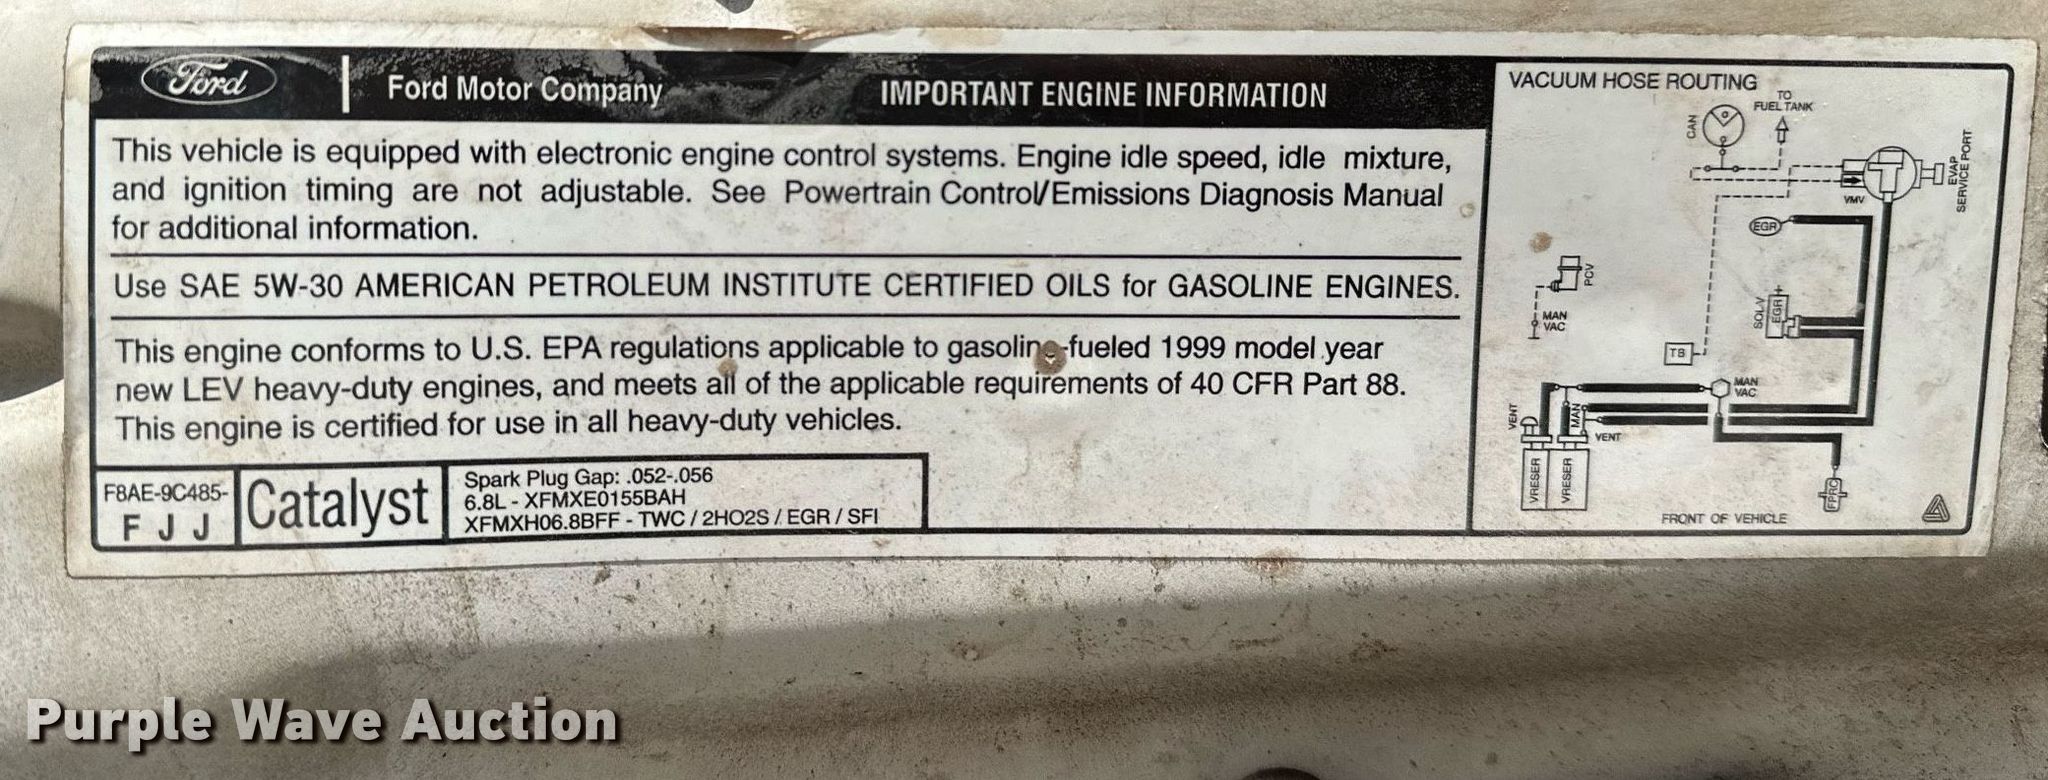 Ford
Ford Motor Company
IMPORTANT ENGINE INFORMATION
This vehicle is equipped with electronic engine control systems. Engine idle speed, idle mixture,
and ignition timing are not adjustable. See Powertrain Control/Emissions Diagnosis Manual
for additional information.
Use SAE 5W-30 AMERICAN PETROLEUM INSTITUTE CERTIFIED OILS for GASOLINE ENGINES.
This engine conforms to U.S. EPA regulations applicable to gasoline-fueled 1999 model year
new LEV heavy-duty engines, and meets all of the applicable requirements of 40 CFR Part 88.
This engine is certified for use in all heavy-duty vehicles.
F8AE-9C485-
F J J
Catalyst
Spark Plug Gap: .052-.056
6.8L - XFMXE0155BAH
XFMXH06.8BFF - TWC / 2HO2S / EGR / SFI
VACUUM HOSE ROUTING
TO
FUEL TANK
CAN
EVAP
SERVICE PORT
VMV
EGR
PCV
MAN
VAC
SOL/V
EGR
TB
MAN
VAC
VENT
MAN
VENT
VRESER
VRESER
FPRC
FRONT OF VEHICLE
Purple Wave Auction